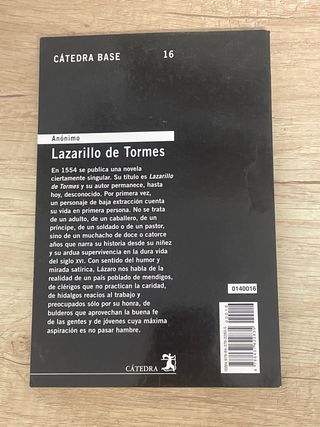 CÁTEDRA BASE 16
Anónimo
Lazarillo de Tormes
En 1554 se publica una novela
ciertamente singular. Su título es Lazarillo
de Tormes y su autor permanece, hasta
hoy, desconocido. Por primera vez,
un personaje de baja extracción cuenta
su vida en primera persona. No se trata
de un adulto, de un caballero, de un
príncipe, de un soldado o de un pastor,
sino de un muchacho de doce o catorce
años que narra su historia desde su niñez
y su ardua supervivencia en la dura vida
del siglo XVI. Con sentido del humor y
mirada satírica, Lázaro nos habla de la
realidad de un país poblado de mendigos,
de clérigos que no practican la caridad,
de hidalgos reacios al trabajo y
preocupados sólo por su honra, de
bulderos que aprovechan la buena fe
de las gentes y de jóvenes cuya máxima
aspiración es no pasar hambre.
0140016
CÁTEDRA